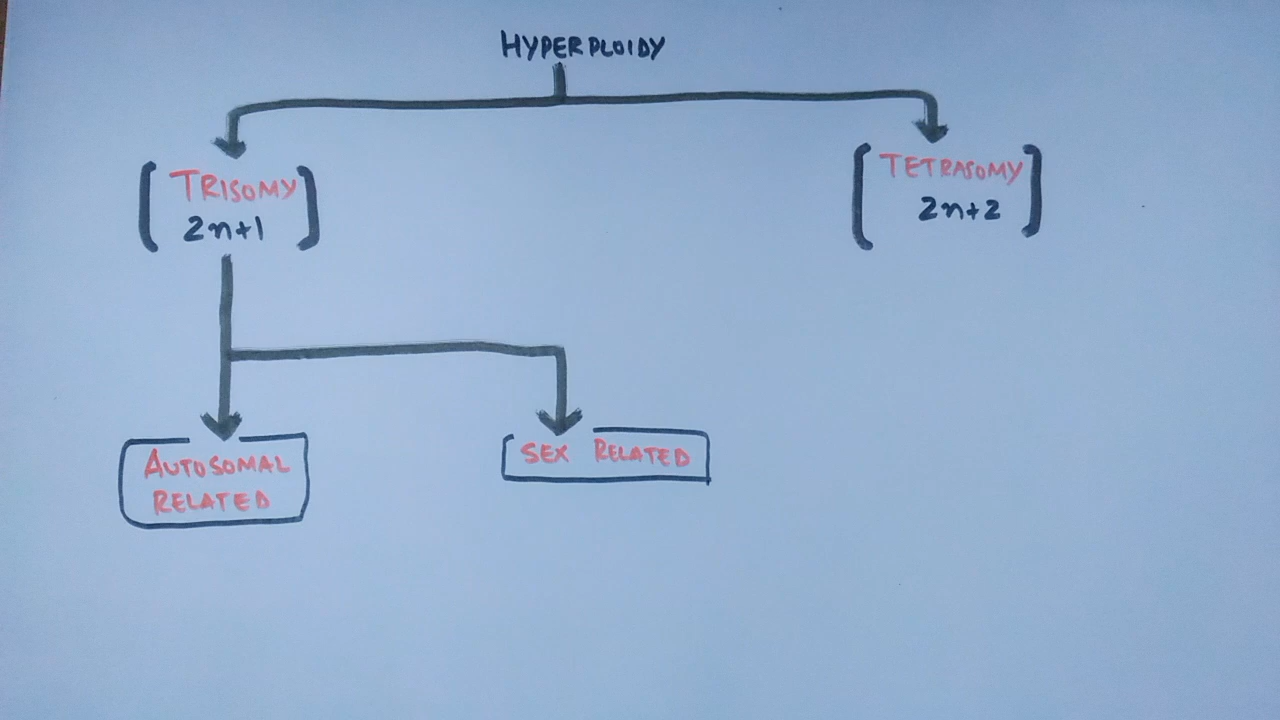 HYPERPLOIDY
TRISOMY
2n+1
TETRASOMY
2n+2
AUTOSOMAL
RELATED
SEX RELATED